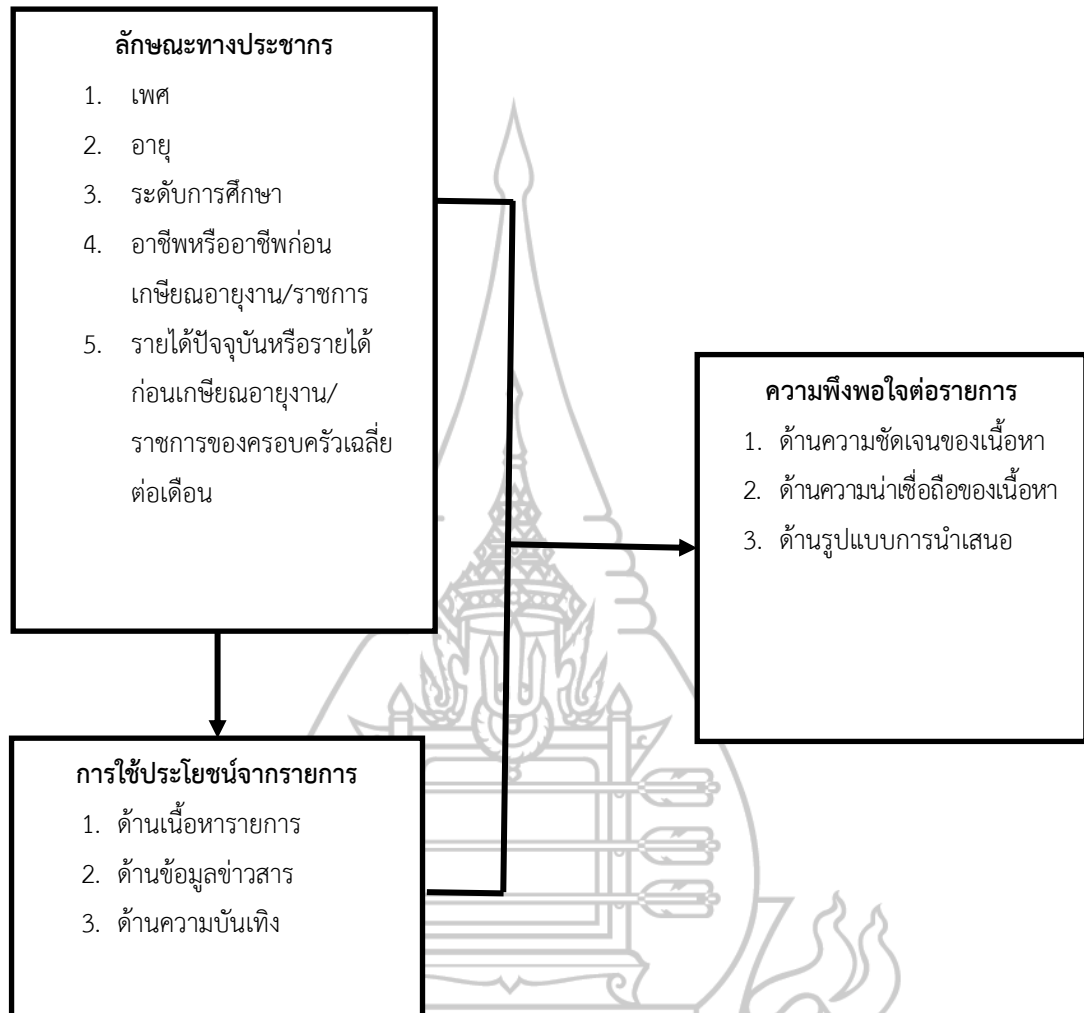 ลักษณะทางประชากร
1. เพศ
2. อายุ
3. ระดับการศึกษา
4. อาชีพหรืออาชีพก่อน
เกษียณอายุงาน/ราชการ
5. รายได้ปัจจุบันหรือรายได้
ก่อนเกษียณอายุงาน/
ราชการของครอบครัวเฉลี่ย
ต่อเดือน
ความพึงพอใจต่อรายการ
1. ด้านความชัดเจนของเนื้อหา
2. ด้านความน่าเชื่อถือของเนื้อหา
3. ด้านรูปแบบการนำเสนอ
การใช้ประโยชน์จากรายการ
1. ด้านเนื้อหารายการ
2. ด้านข้อมูลข่าวสาร
3. ด้านความบันเทิง